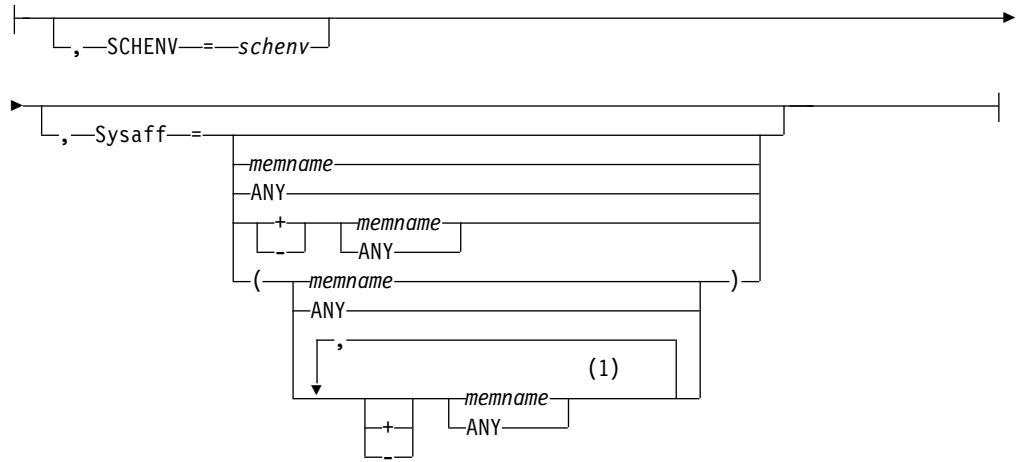 , SCHENV = schenv
, Sysaff =
memname
ANY
+ memname
- ANY
( memname )
ANY
,
(1)
memname
+ ANY
-